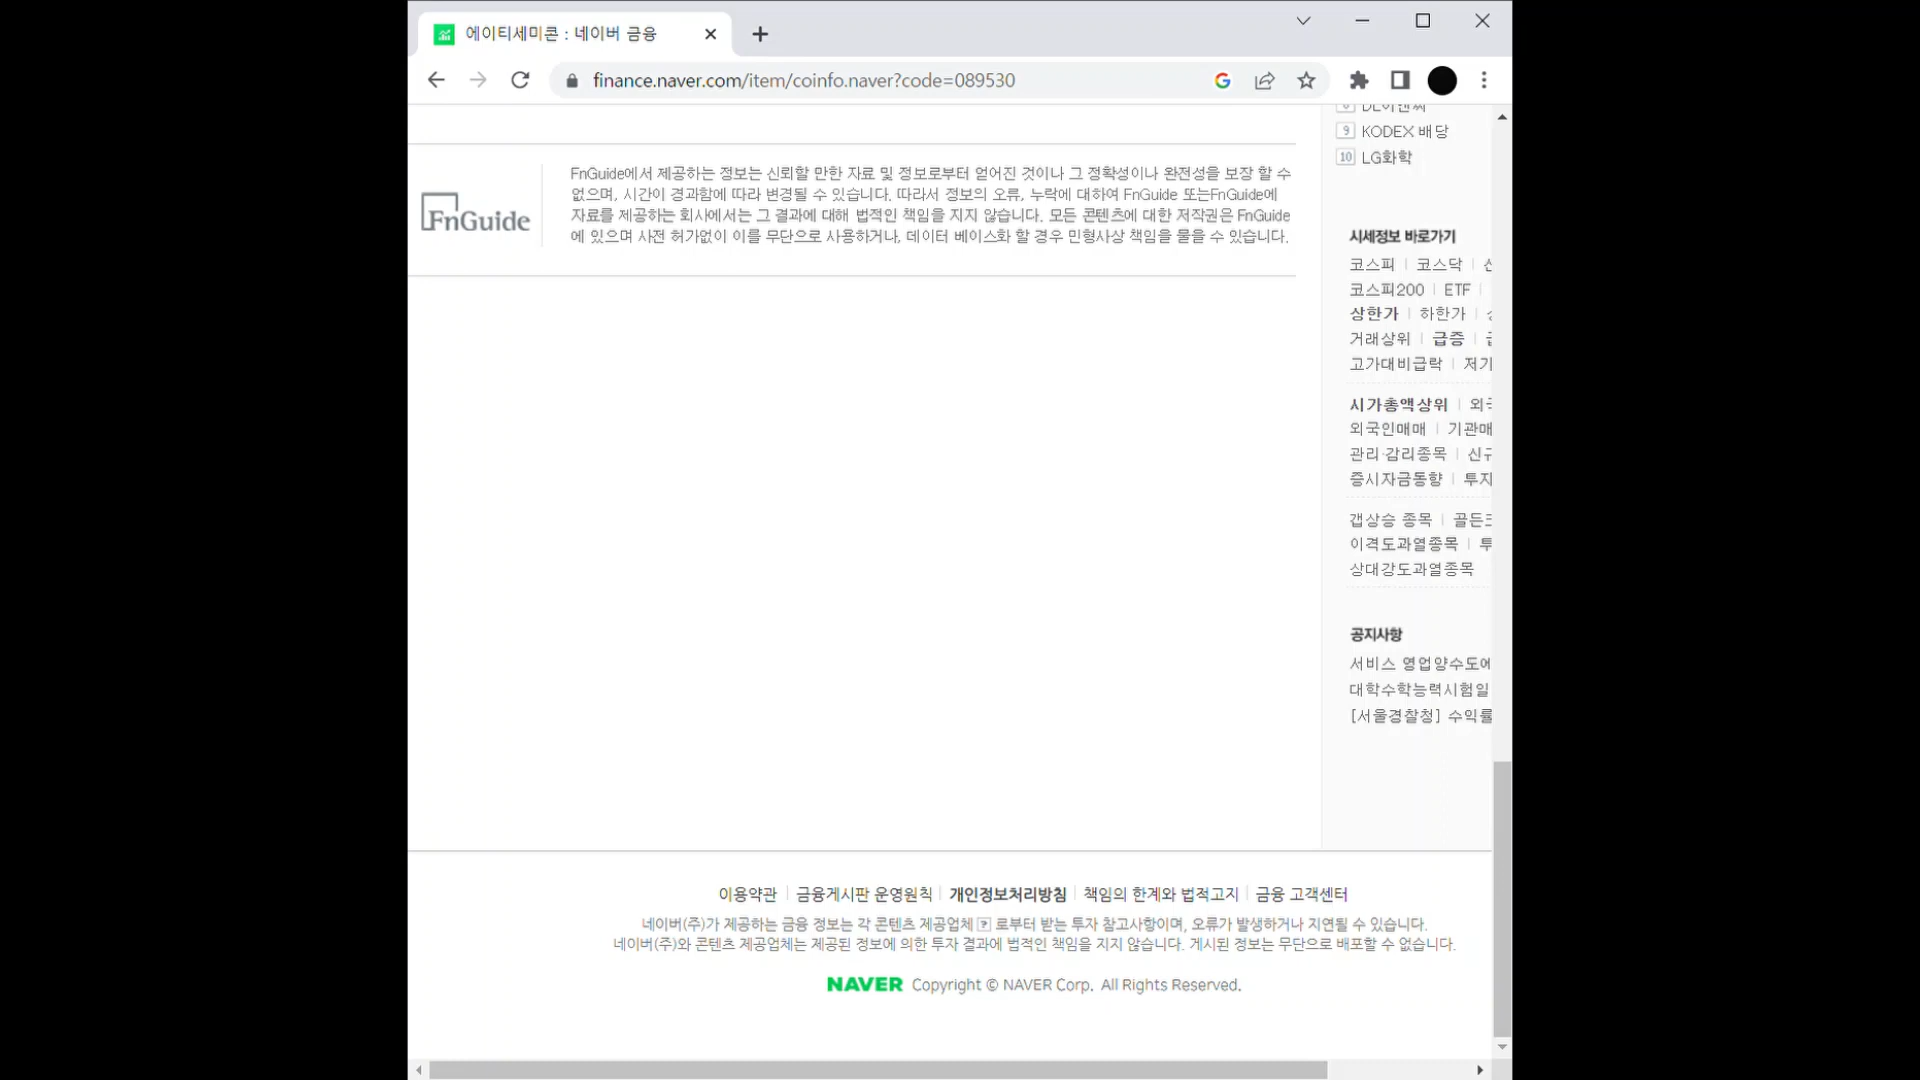 에이티세미콘 : 네이버 금융
finance.naver.com/item/coinfo.naver?code=089530
9 KODEX 배당
10 LG화학
FnGuide
FnGuide에서 제공하는 정보는 신뢰할 만한 자료 및 정보로부터 얻어진 것이나 그 정확성이나 완전성을 보장 할 수
없으며, 시간이 경과함에 따라 변경될 수 있습니다. 따라서 정보의 오류, 누락에 대하여 FnGuide 또는FnGuide에
자료를 제공하는 회사에서는 그 결과에 대해 법적인 책임을 지지 않습니다. 모든 콘텐츠에 대한 저작권은 FnGuide
에 있으며 사전 허가없이 이를 무단으로 사용하거나, 데이터 베이스화 할 경우 민형사상 책임을 물을 수 있습니다.
시세정보 바로가기
코스피 | 코스닥 |
코스피200 | ETF |
상한가 | 하한가 |
거래상위 | 급증 |
고가대비급락 |
시가총액상위 |
외국인매매 | 기관매
관리·감리종목 |
증시자금동향 | 투자
갭상승 종목 |
이격도과열종목 | 투
상대강도과열종목
공지사항
서비스 영업양수도에
대학수학능력시험일
[서울경찰청] 수익률
이용약관 | 금융게시판 운영원칙 | 개인정보처리방침 | 책임의 한계와 법적고지 | 금융 고객센터
네이버(주)가 제공하는 금융 정보는 각 콘텐츠 제공업체 ? 로부터 받는 투자 참고사항이며, 오류가 발생하거나 지연될 수 있습니다.
네이버(주)와 콘텐츠 제공업체는 제공된 정보에 의한 투자 결과에 법적인 책임을 지지 않습니다. 게시된 정보는 무단으로 배포할 수 없습니다.
NAVER Copyright © NAVER Corp. All Rights Reserved.